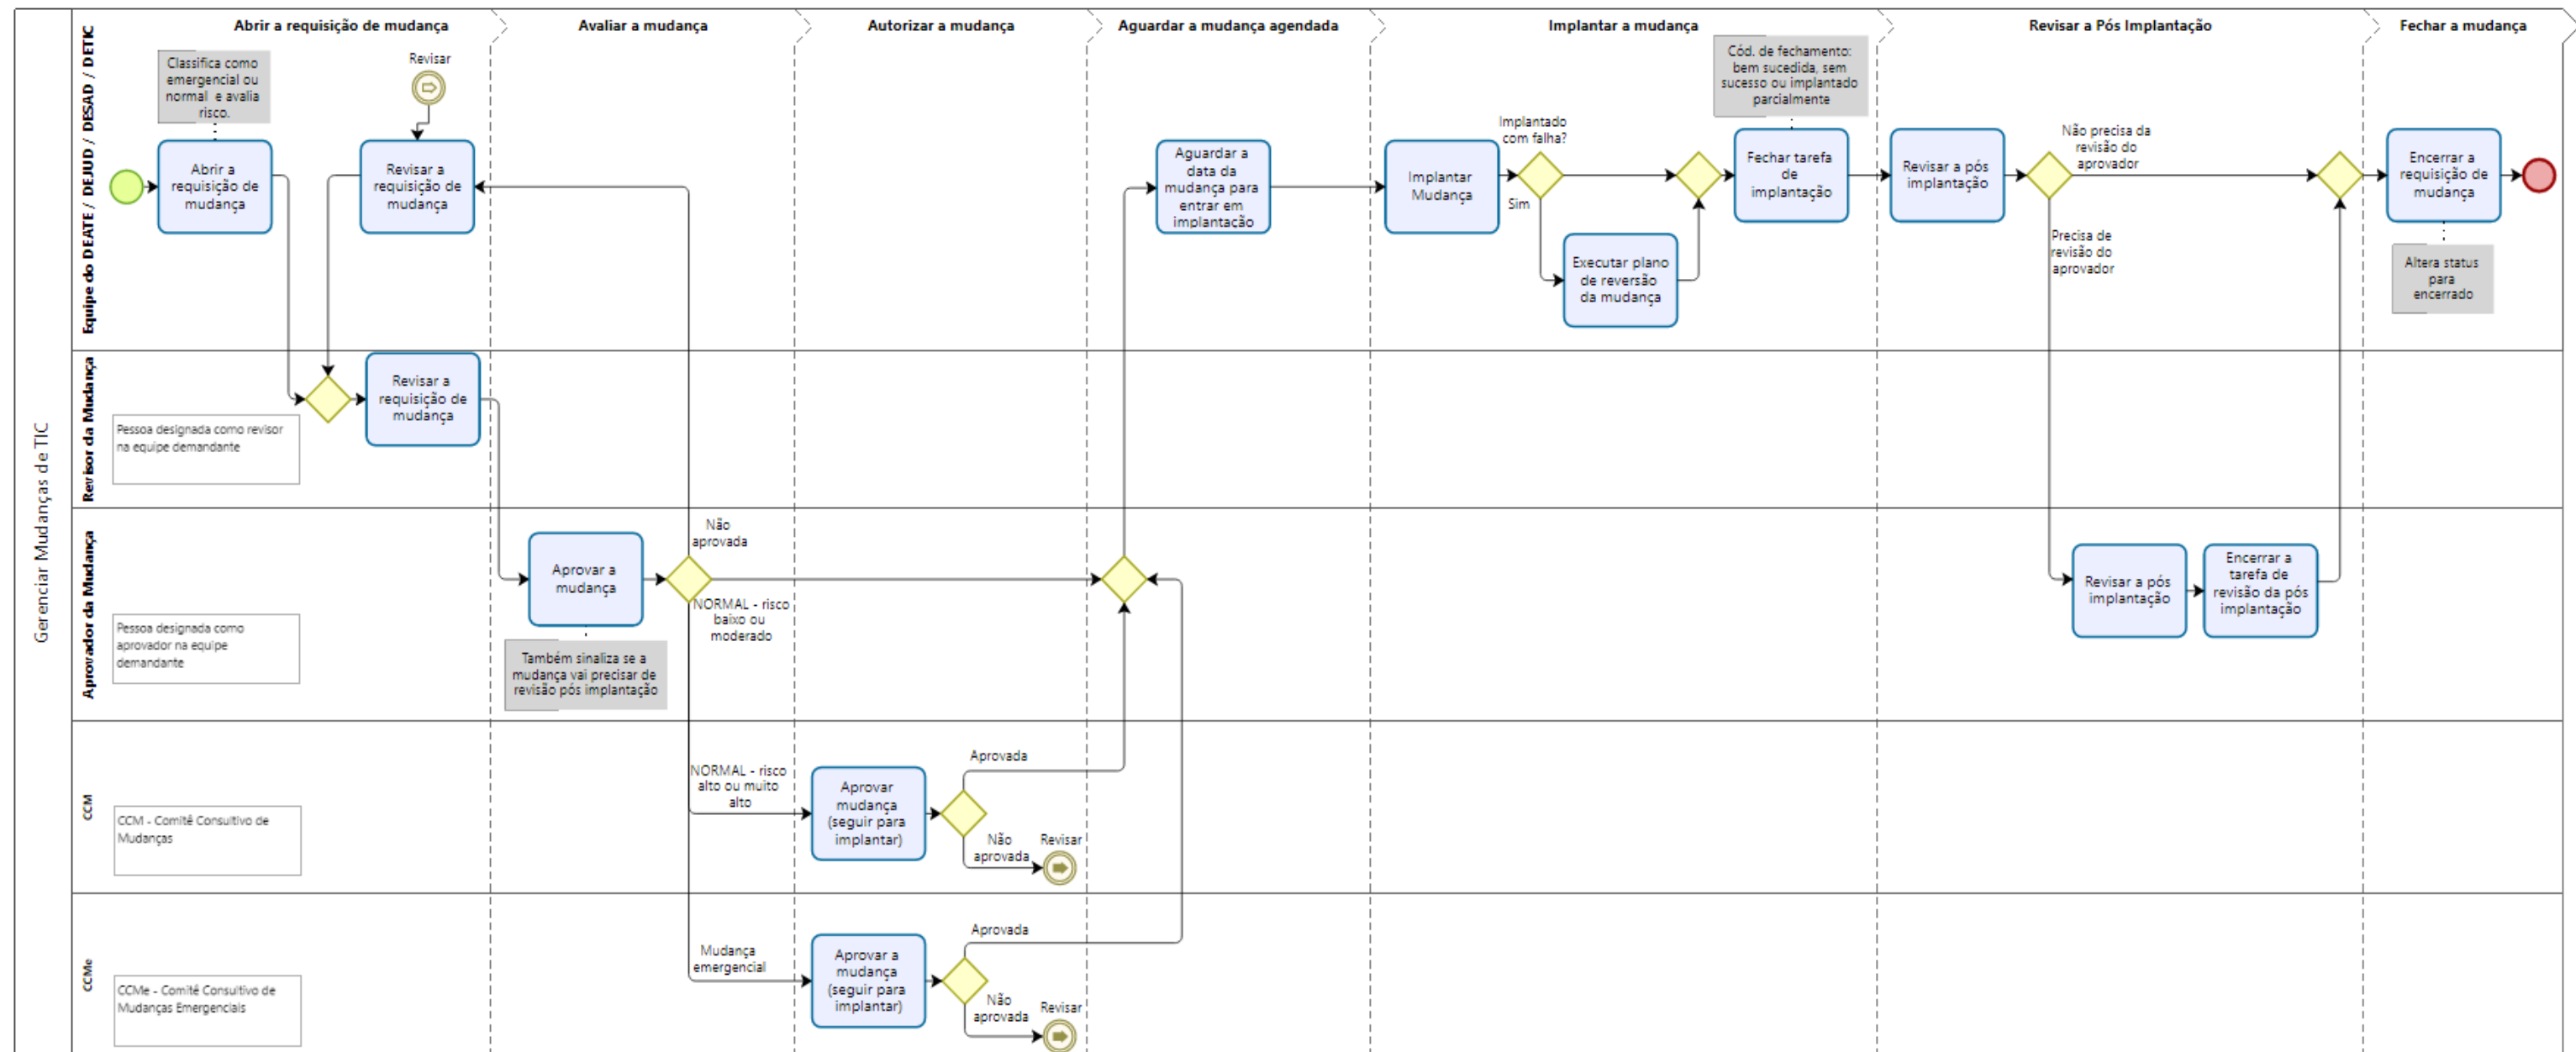 Gerenciar Mudanças de TIC
Abrir a requisição de mudança
Avaliar a mudança
Autorizar a mudança
Aguardar a mudança agendada
Implantar a mudança
Revisar a Pós Implantação
Fechar a mudança
Equipe do DEATE / DEJUD / DESAD / DETIC
Classifica como
emergencial ou
normal e avalia
risco.
Abrir a
requisição de
mudança
Revisar
Revisar a
requisição de
mudança
Aguardar a
data da
mudança para
entrar em
implantação
Implantar
Mudança
Implantado
com falha?
Sim
Executar plano
de reversão
da mudança
Cód. de fechamento:
bem sucedida, sem
sucesso ou implantado
parcialmente
Fechar tarefa
de
implantação
Revisar a pós
implantação
Não precisa da
revisão do
aprovador
Precisa de
revisão do
aprovador
Encerrar a
requisição de
mudança
Altera status
para
encerrado
Revisor da Mudança
Pessoa designada como revisor
na equipe demandante
Revisar a
requisição de
mudança
Aprovador da Mudança
Pessoa designada como
aprovador na equipe
demandante
Aprovar a
mudança
Também sinaliza se a
mudança vai precisar de
revisão pós implantação
Não
aprovada
NORMAL - risco
baixo ou
moderado
Revisar a pós
implantação
Encerrar a
tarefa de
revisão da pós
implantação
CCM
CCM - Comitê Consultivo de
Mudanças
NORMAL - risco
alto ou muito
alto
Aprovar
mudança
(seguir para
implantar)
Aprovada
Não
aprovada
Revisar
CCMe
CCMe - Comitê Consultivo de
Mudanças Emergenciais
Mudança
emergencial
Aprovar a
mudança
(seguir para
implantar)
Aprovada
Não
aprovada
Revisar